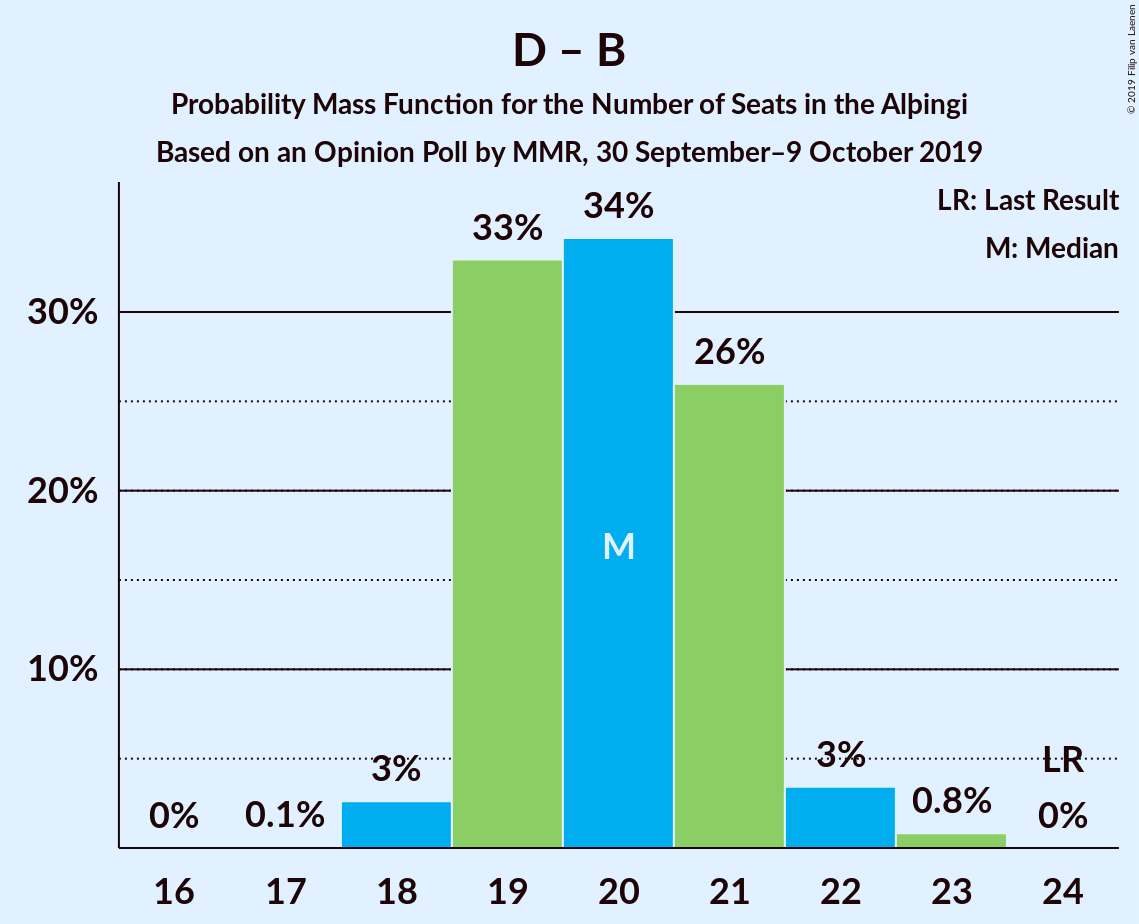 D – B
Probability Mass Function for the Number of Seats in the Alþingi
Based on an Opinion Poll by MMR, 30 September–9 October 2019
© 2019 Filip van Laenen
LR: Last Result
M: Median
34%
33%
30%
26%
20%
M
10%
3%
3%
LR
0%
0.1%
0.8%
0%
16 17 18 19 20 21 22 23 24